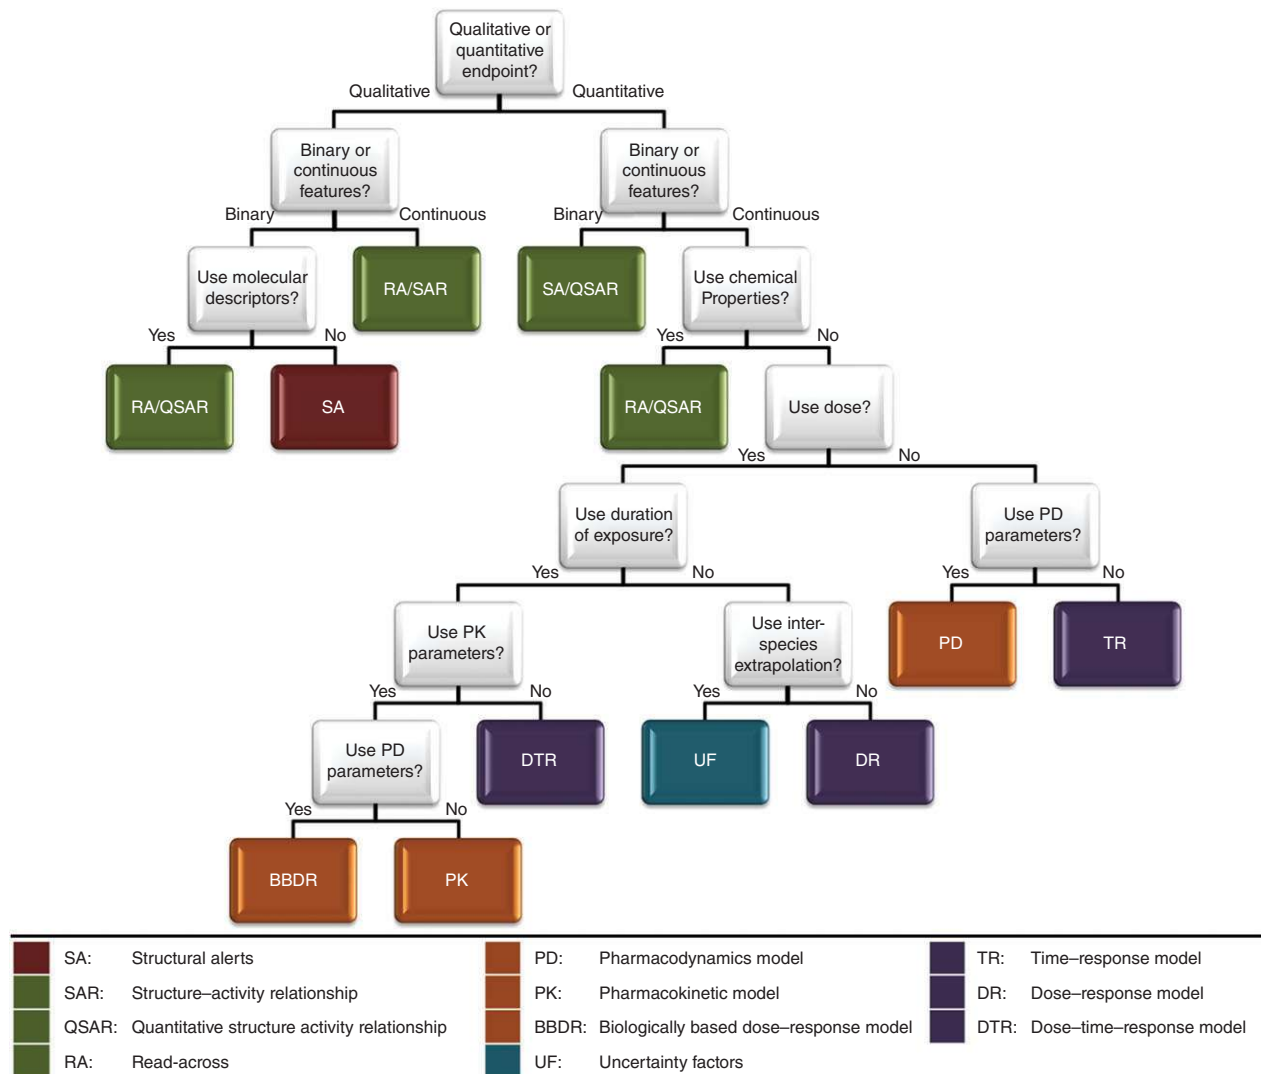 Qualitative or
quantitative
endpoint?
Qualitative
Quantitative
Binary or
continuous
features?
Binary or
continuous
features?
Binary
Continuous
Binary
Continuous
Use molecular
descriptors?
RA/SAR
SA/QSAR
Use chemical
Properties?
Yes
No
Yes
No
RA/QSAR
SA
RA/QSAR
Use dose?
Yes
No
Use duration
of exposure?
Use PD
parameters?
Yes
No
Yes
No
Use PK
parameters?
Use inter-
species
extrapolation?
PD
TR
Yes
No
Yes
No
Use PD
parameters?
DTR
UF
DR
Yes
No
BBDR
PK
SA: Structural alerts
SAR: Structure–activity relationship
QSAR: Quantitative structure activity relationship
RA: Read-across
PD: Pharmacodynamics model
PK: Pharmacokinetic model
BBDR: Biologically based dose–response model
UF: Uncertainty factors
TR: Time–response model
DR: Dose–response model
DTR: Dose–time–response model